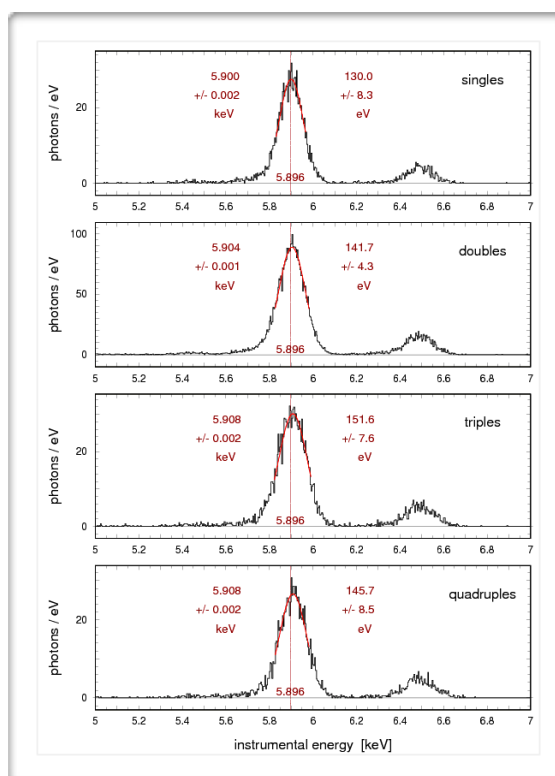 photons / eV
20
0
5.900
+/- 0.002
keV
130.0
+/- 8.3
eV
singles
5.896
5 5.2 5.4 5.6 5.8 6 6.2 6.4 6.6 6.8 7
photons / eV
100
50
0
5.904
+/- 0.001
keV
141.7
+/- 4.3
eV
doubles
5.896
5 5.2 5.4 5.6 5.8 6 6.2 6.4 6.6 6.8 7
photons / eV
20
0
5.908
+/- 0.002
keV
151.6
+/- 7.6
eV
triples
5.896
5 5.2 5.4 5.6 5.8 6 6.2 6.4 6.6 6.8 7
photons / eV
20
0
5.908
+/- 0.002
keV
145.7
+/- 8.5
eV
quadruples
5.896
5 5.2 5.4 5.6 5.8 6 6.2 6.4 6.6 6.8 7
instrumental energy [keV]